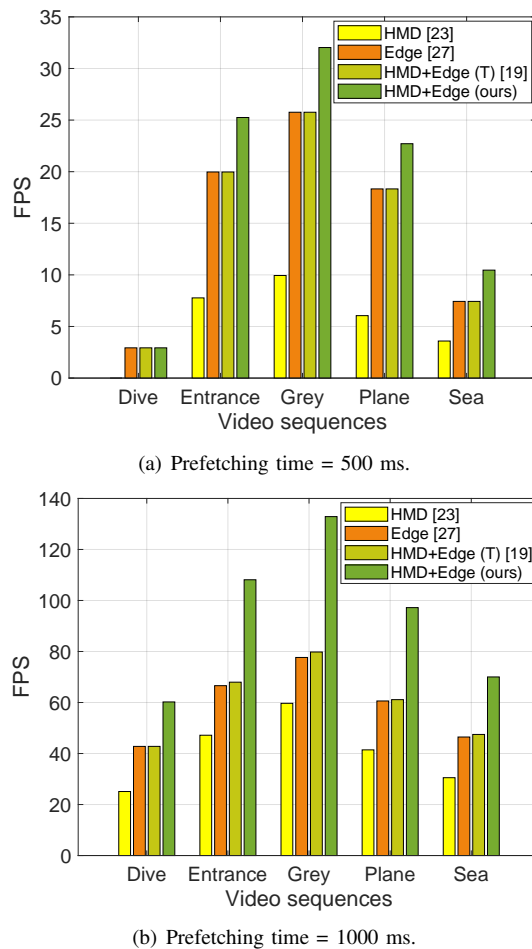 35
30
25
20
15
10
5
0
FPS
HMD [23]
Edge [27]
HMD+Edge (T) [19]
HMD+Edge (ours)
Dive Entrance Grey Plane Sea
Video sequences
(a) Prefetching time = 500 ms.
140
120
100
80
60
40
20
0
FPS
HMD [23]
Edge [27]
HMD+Edge (T) [19]
HMD+Edge (ours)
Dive Entrance Grey Plane Sea
Video sequences
(b) Prefetching time = 1000 ms.